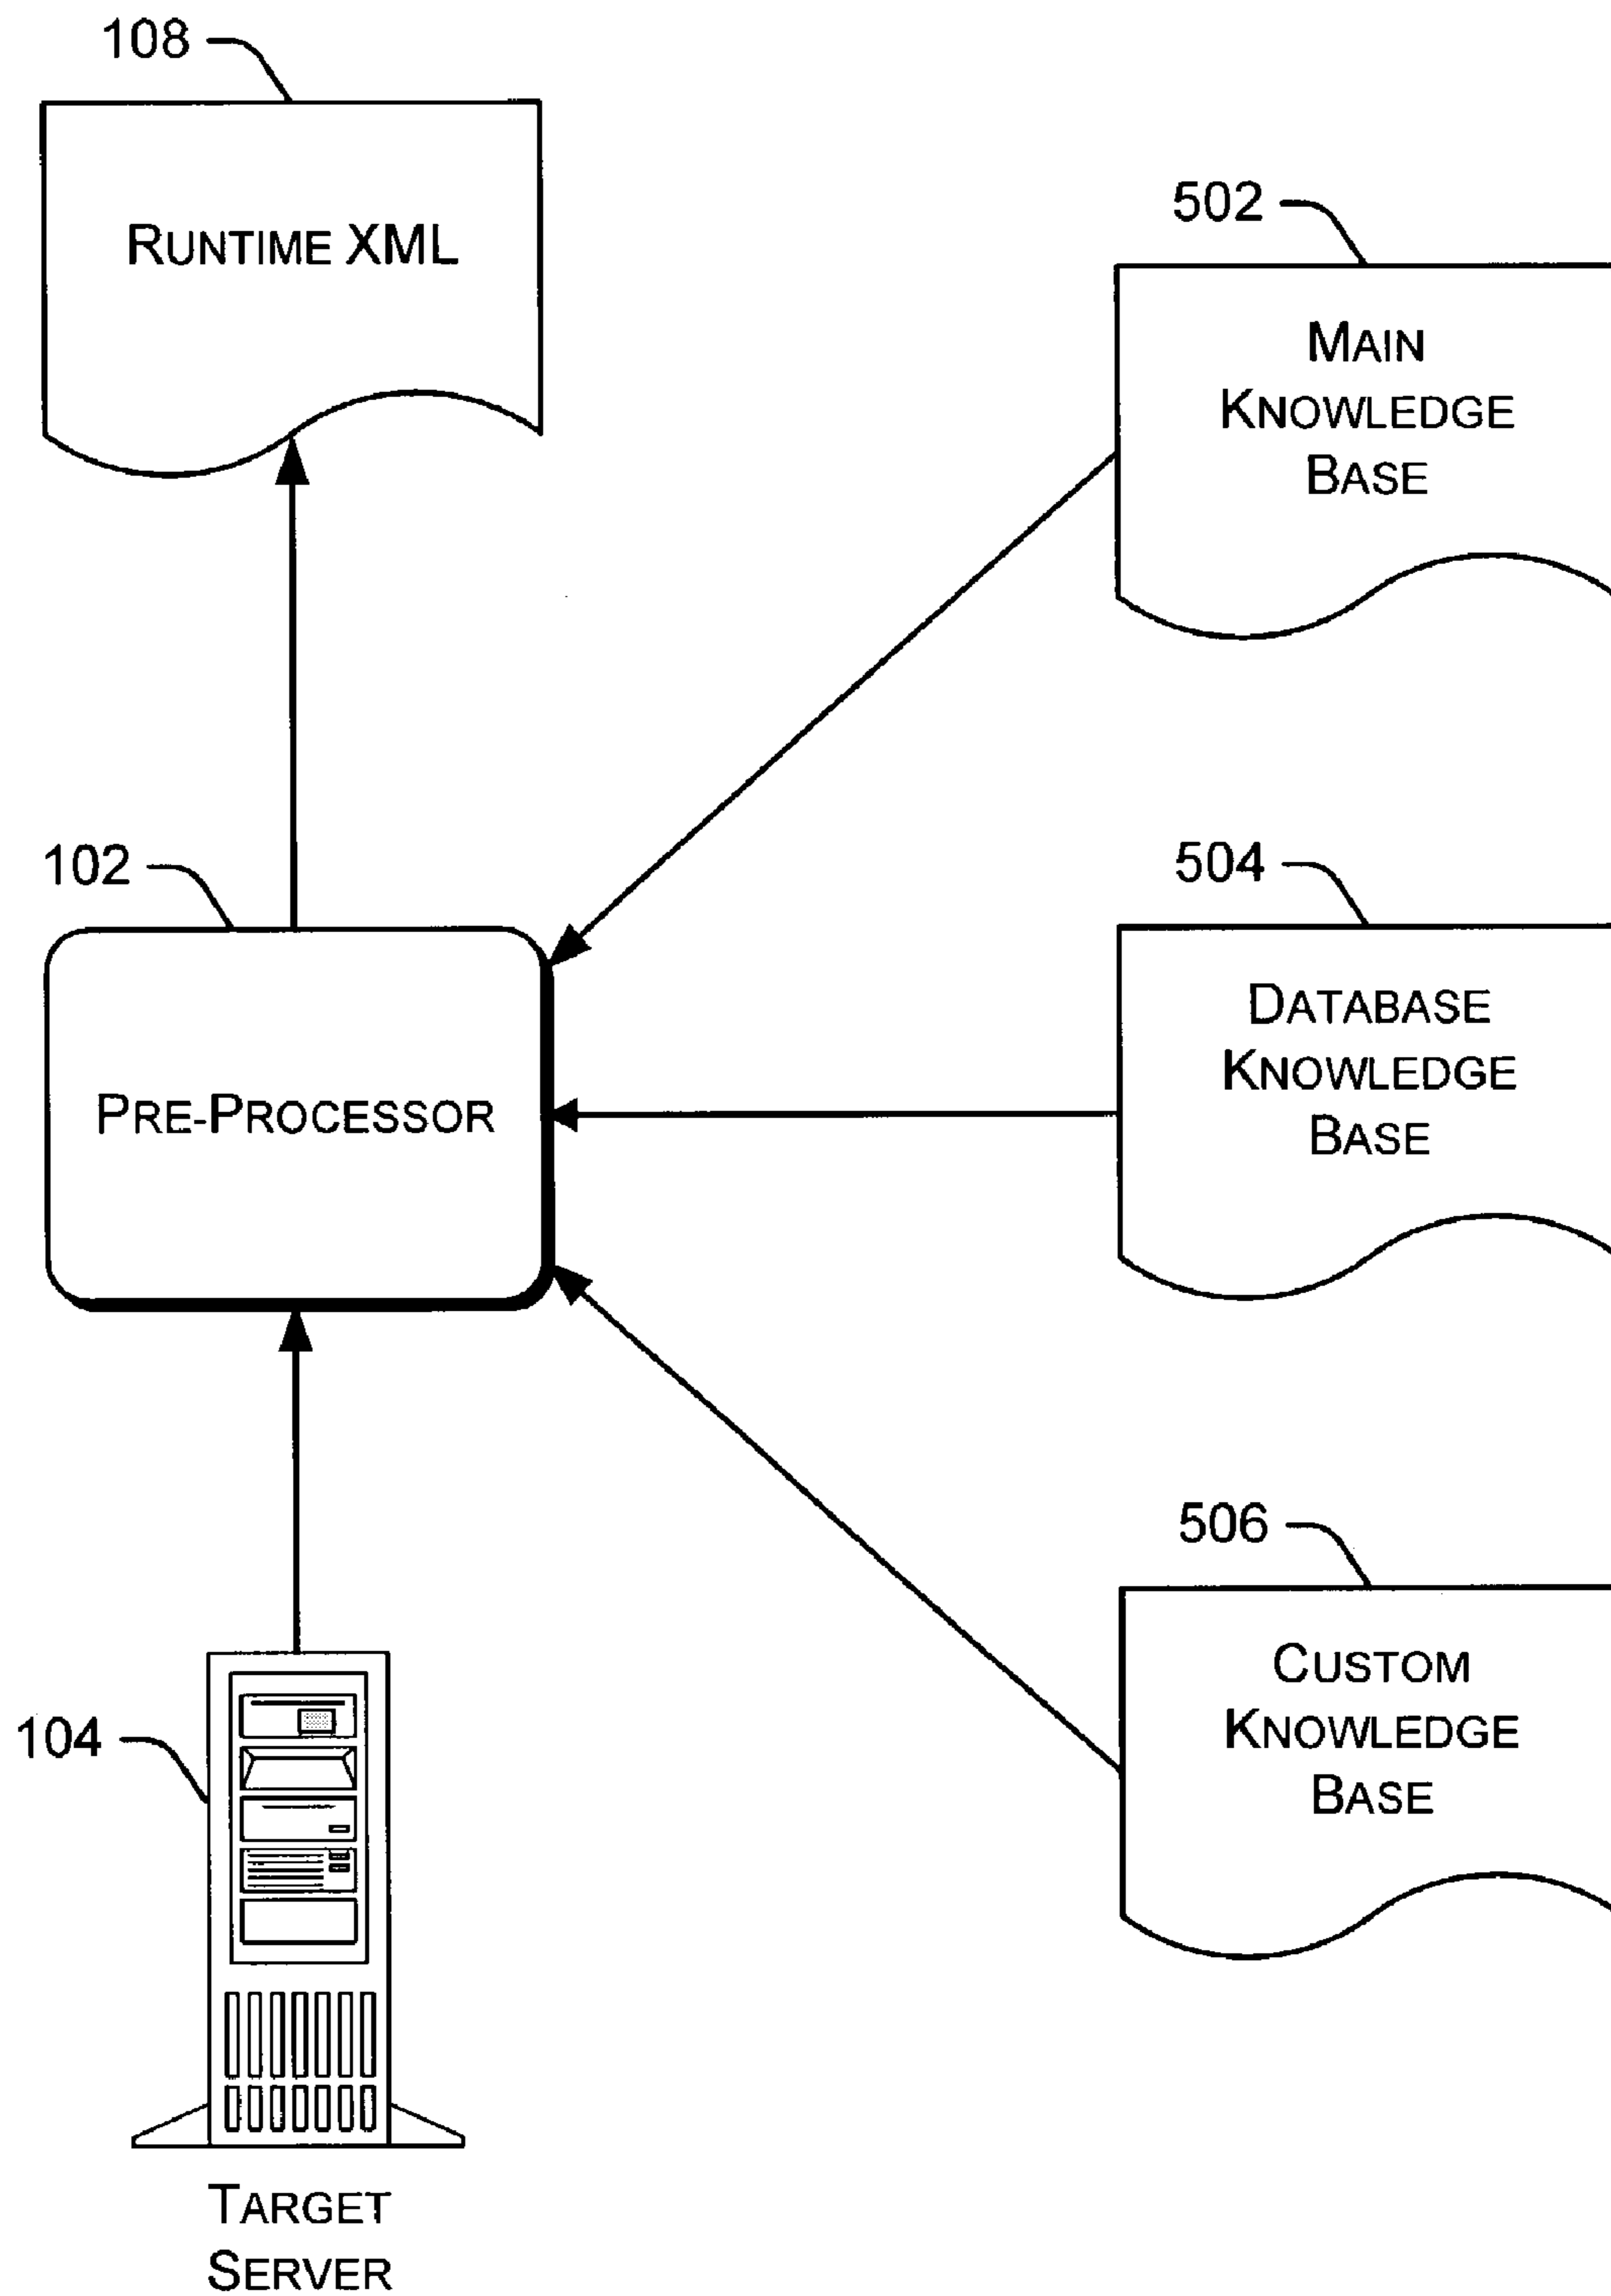 108
RUNTIME XML
502
MAIN
KNOWLEDGE
BASE
102
PRE-PROCESSOR
504
DATABASE
KNOWLEDGE
BASE
506
CUSTOM
KNOWLEDGE
BASE
104
TARGET
SERVER